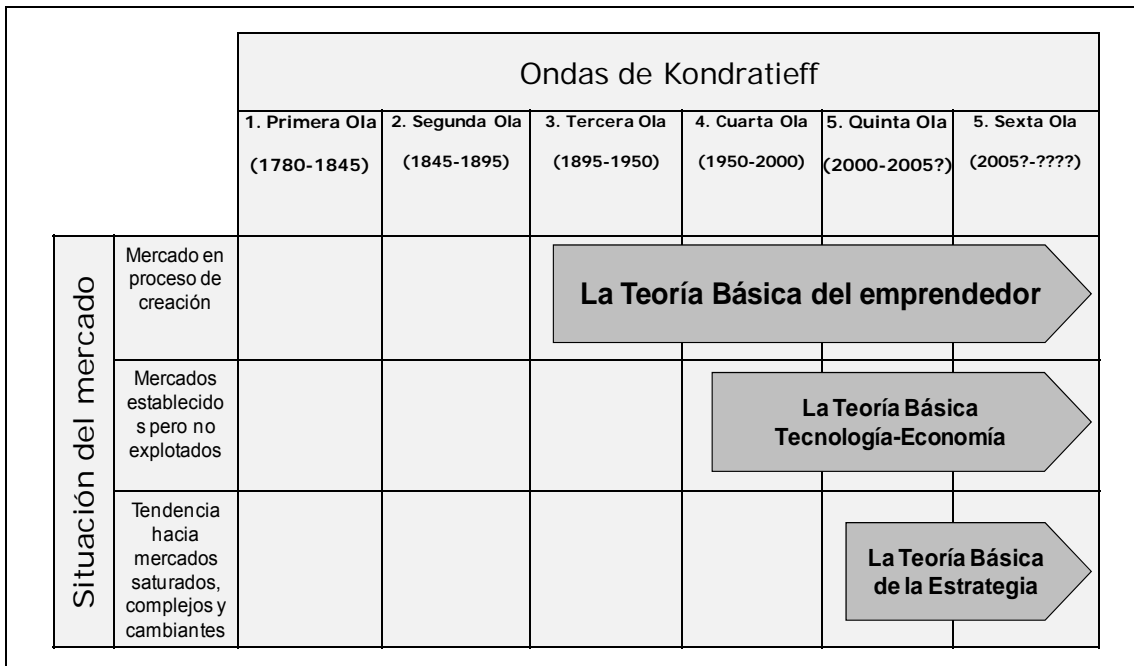 Ondas de Kondratieff
1. Primera Ola
(1780-1845)
2. Segunda Ola
(1845-1895)
3. Tercera Ola
(1895-1950)
4. Cuarta Ola
(1950-2000)
5. Quinta Ola
(2000-2005?)
5. Sexta Ola
(2005?-????)
Situación del mercado
Mercado en
proceso de
creación
La Teoría Básica del emprendedor
Mercados
establecido
s pero no
explotados
La Teoría Básica
Tecnología-Economía
Tendencia
hacia
mercados
saturados,
complejos y
cambiantes
La Teoría Básica
de la Estrategia